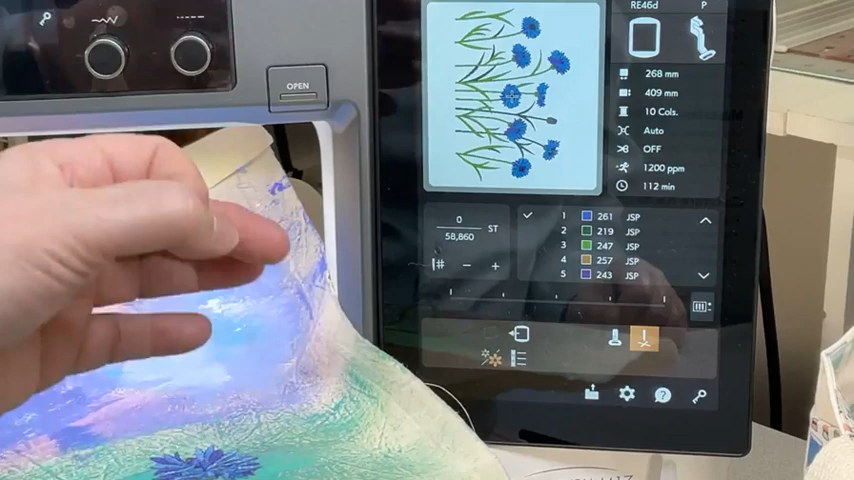 RE46d P
OPEN
268 mm
409 mm
10 Cols.
Auto
OFF
1200 ppm
112 min
0
58,860 ST
1 261 JSP
2 219 JSP
3 247 JSP
4 257 JSP
5 243 JSP